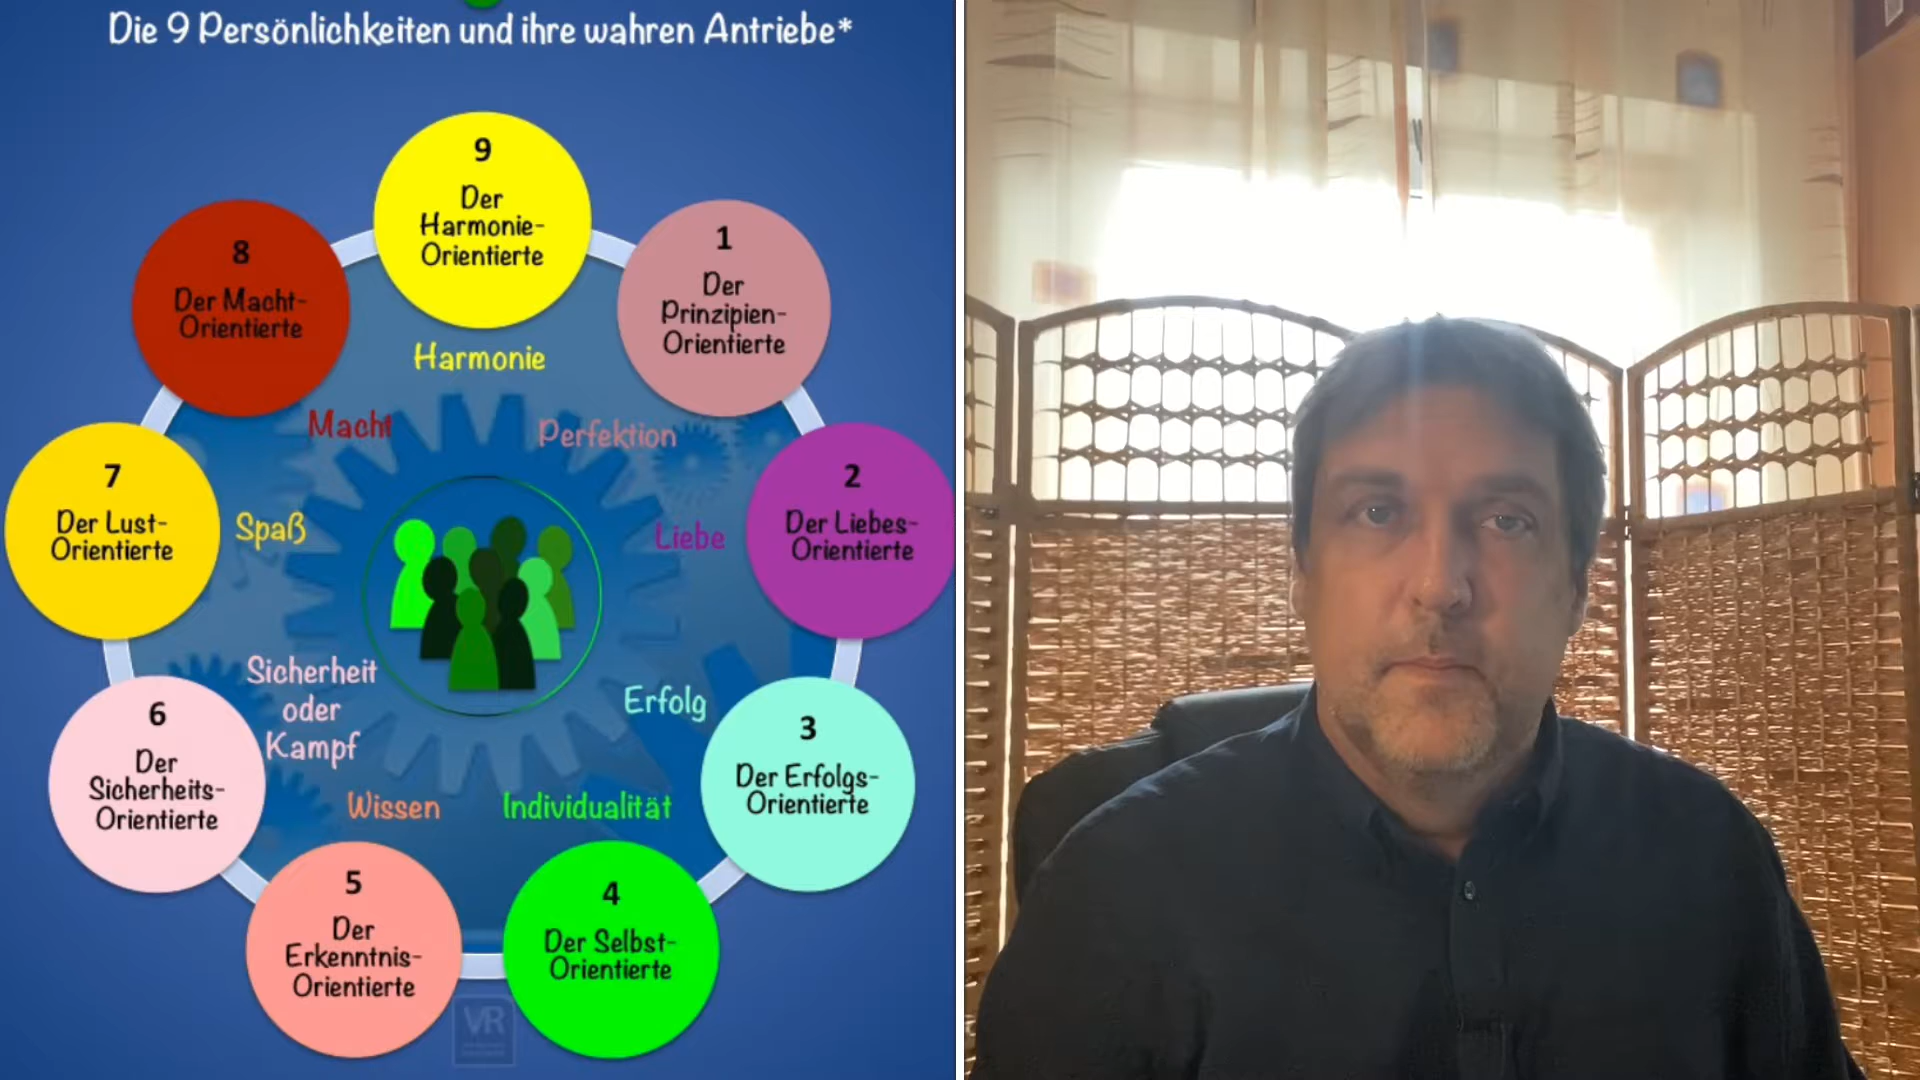 Die 9 Persönlichkeiten und ihre wahren Antriebe*
9
Der
Harmonie-
Orientierte
8
Der Macht-
Orientierte
1
Der
Prinzipien-
Orientierte
Harmonie
Macht
Perfektion
7
Der Lust-
Orientierte
Spaß
Liebe
2
Der Liebes-
Orientierte
Sicherheit
oder
Kampf
Erfolg
6
Der
Sicherheits-
Orientierte
3
Der Erfolgs-
Orientierte
Wissen
Individualität
5
Der
Erkenntnis-
Orientierte
4
Der Selbst-
Orientierte
VR